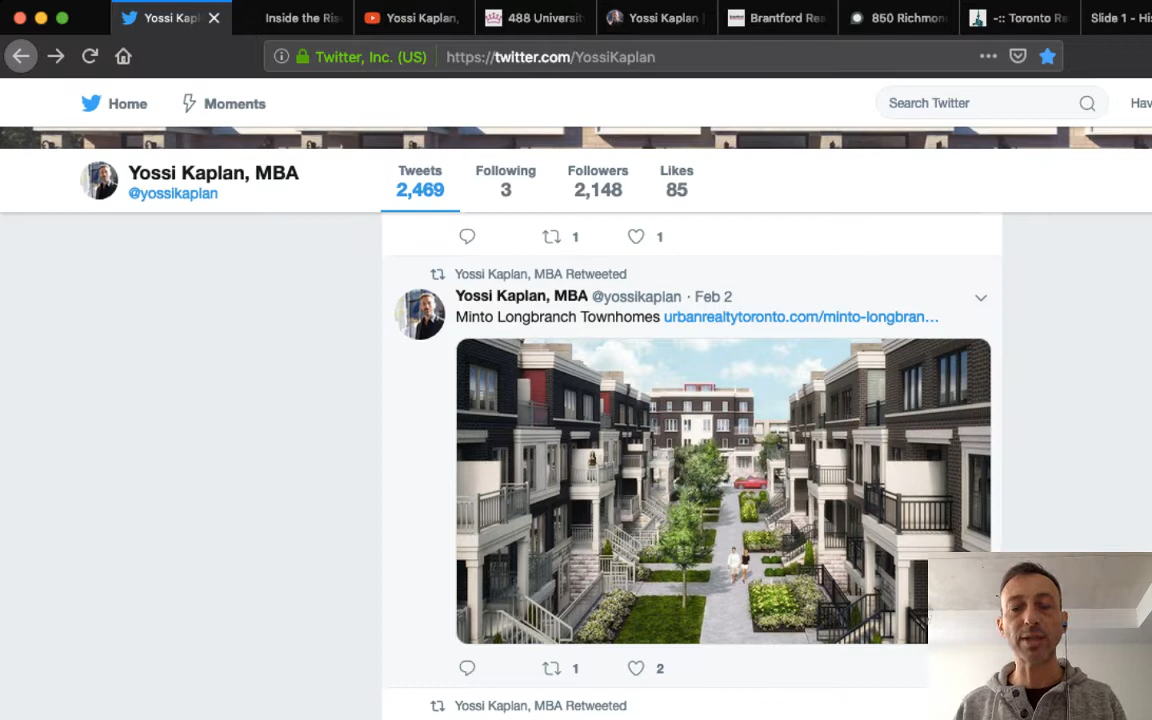 Yossi Kapl
Inside the Ris
Yossi Kaplan,
488 Universit
Yossi Kaplan |
Brantford Rea
850 Richmon
-:: Toronto Ra
Slide 1 - His
Twitter, Inc. (US)
https://twitter.com/YossiKaplan
Home
Moments
Search Twitter
Hav
Yossi Kaplan, MBA
@yossikaplan
Tweets
2,469
Following
3
Followers
2,148
Likes
85
1
1
Yossi Kaplan, MBA Retweeted
Yossi Kaplan, MBA @yossikaplan · Feb 2
Minto Longbranch Townhomes urbanrealtytoronto.com/minto-longbran…
1
2
Yossi Kaplan, MBA Retweeted